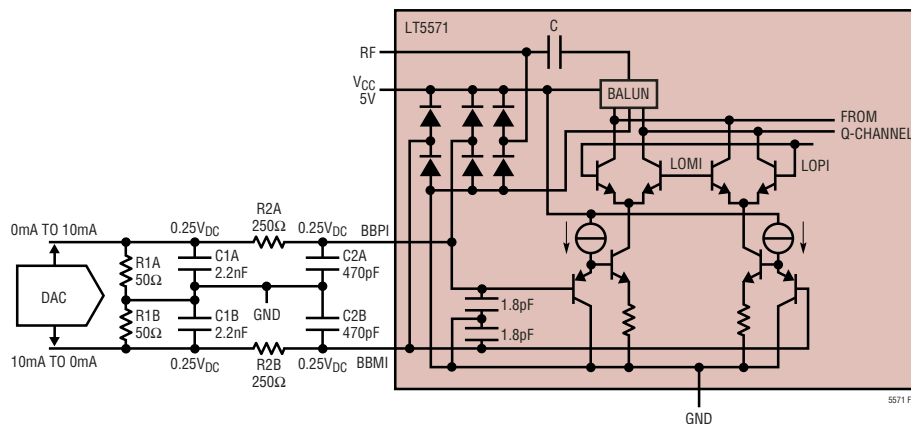 LT5571
C
RF
VCC
5V
BALUN
FROM
Q-CHANNEL
LOMI
LOPI
0mA TO 10mA
0.25VDC
R2A
250Ω
0.25VDC
BBPI
C1A
2.2nF
C2A
470pF
R1A
50Ω
DAC
GND
R1B
50Ω
C1B
2.2nF
C2B
470pF
1.8pF
1.8pF
10mA TO 0mA
0.25VDC
R2B
250Ω
0.25VDC
BBMI
GND
5571 F